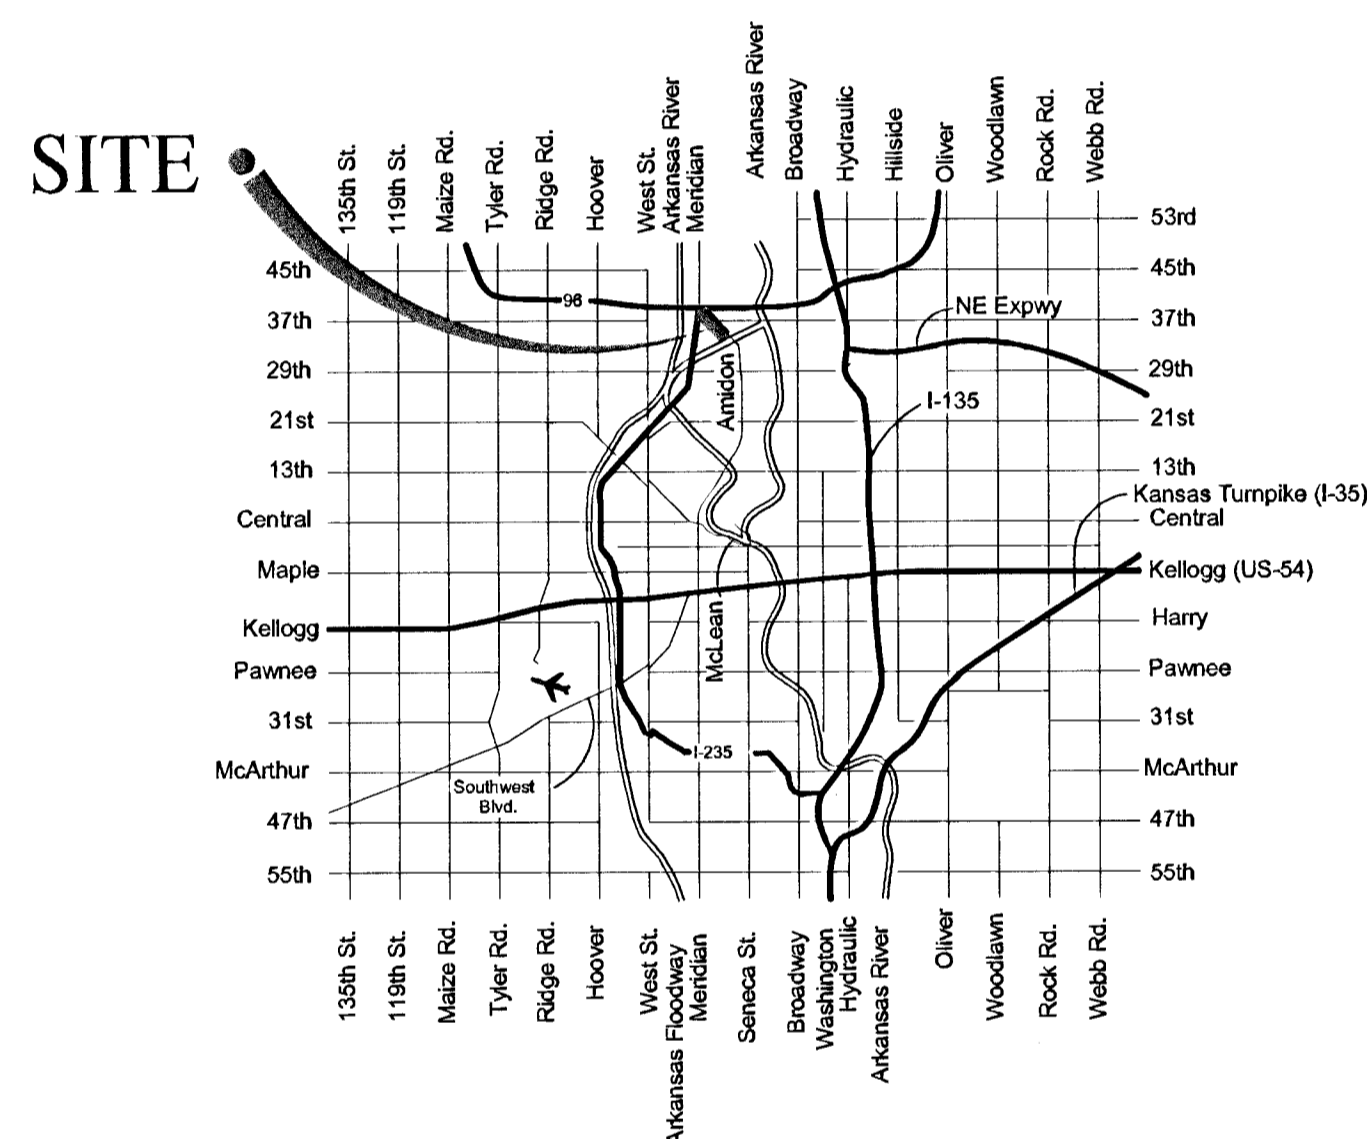 SITE
135th St.
119th St.
Maize Rd.
Tyler Rd.
Ridge Rd.
Hoover
West St.
Arkansas River
Meridian
Arkansas River
Broadway
Hydraulic
Hillside
Oliver
Woodlawn
Rock Rd.
Webb Rd.
53rd
45th
45th
96
NE Expwy
37th
37th
29th
29th
Amidon
I-135
21st
21st
13th
13th
Kansas Turnpike (I-35)
Central
Central
Maple
Kellogg (US-54)
Kellogg
Harry
McLean
Pawnee
Pawnee
31st
31st
I-235
McArthur
McArthur
Southwest
Blvd.
47th
47th
55th
55th
135th St.
119th St.
Maize Rd.
Tyler Rd.
Ridge Rd.
Hoover
West St.
Arkansas Floodway
Meridian
Seneca St.
Broadway
Washington
Hydraulic
Arkansas River
Oliver
Woodlawn
Rock Rd.
Webb Rd.